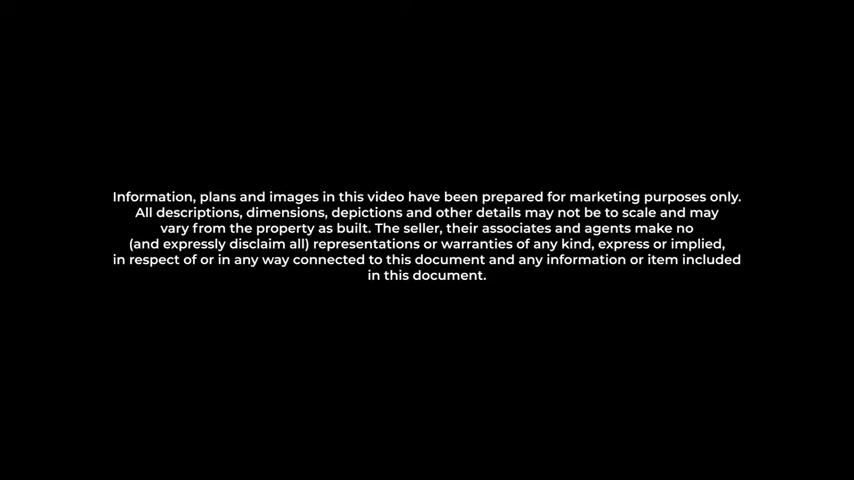 Information, plans and images in this video have been prepared for marketing purposes only.
All descriptions, dimensions, depictions and other details may not be to scale and may
vary from the property as built. The seller, their associates and agents make no
(and expressly disclaim all) representations or warranties of any kind, express or implied,
in respect of or in any way connected to this document and any information or item included
in this document.